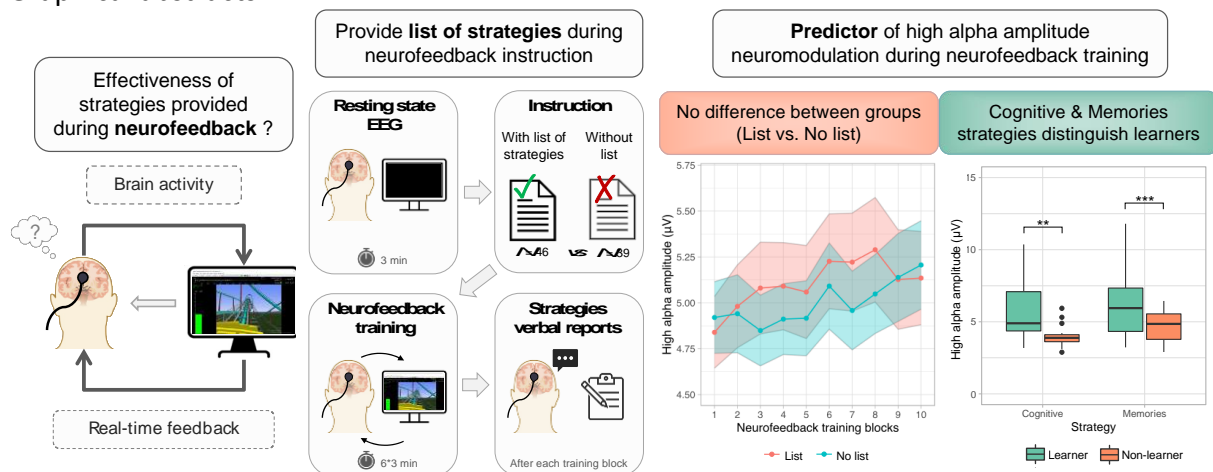 Effectiveness of
strategies provided
during neurofeedback ?
Brain activity
?
Real-time feedback
Provide list of strategies during
neurofeedback instruction
Resting state
EEG
3 min
Instruction
With list of
strategies
Without
list
46 vs 39
Neurofeedback
training
6*3 min
Strategies
verbal reports
After each training block
Predictor of high alpha amplitude
neuromodulation during neurofeedback training
No difference between groups
(List vs. No list)
High alpha amplitude (µV)
5.75
5.50
5.25
5.00
4.75
4.50
1 2 3 4 5 6 7 8 9 10
Neurofeedback training blocks
List No list
Cognitive & Memories
strategies distinguish learners
High alpha amplitude (µV)
15
10
5
0
**
***
Cognitive Memories
Strategy
Learner Non-learner